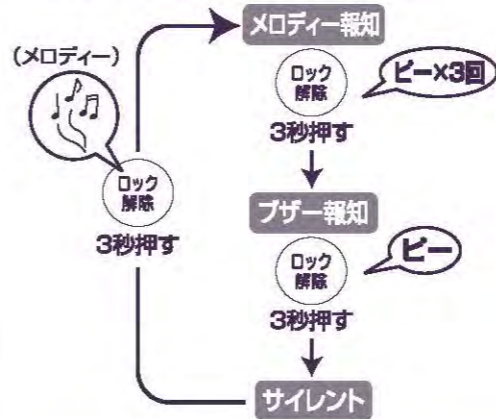 メロディー報知
(メロディー)
ロック
解除
ピー×3回
3秒押す
ロック
解除
3秒押す
ブザー報知
ロック
解除
ピー
3秒押す
サイレント